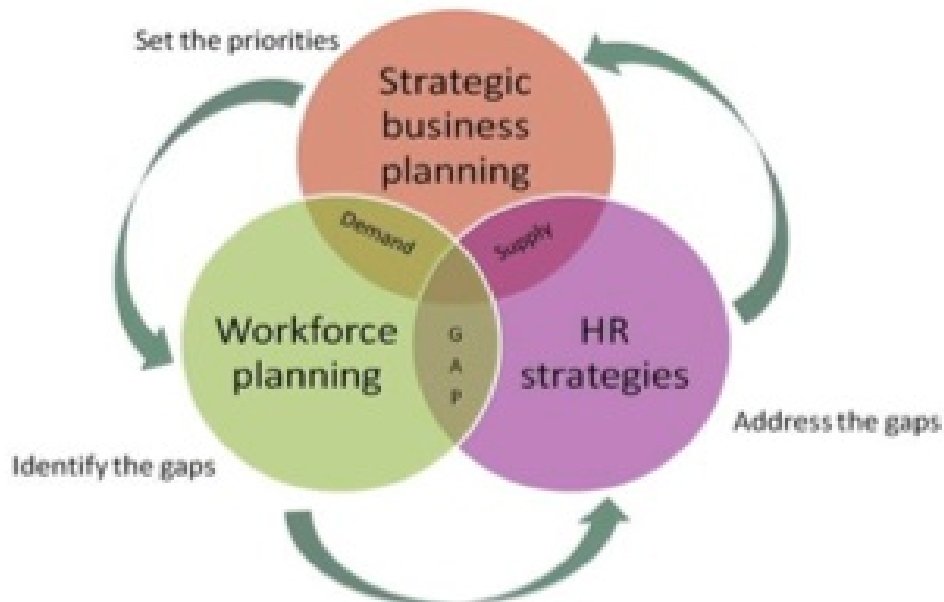 Set the priorities
Strategic
business
planning
Demand
Supply
Workforce
planning
G
A
P
HR
strategies
Address the gaps
Identify the gaps